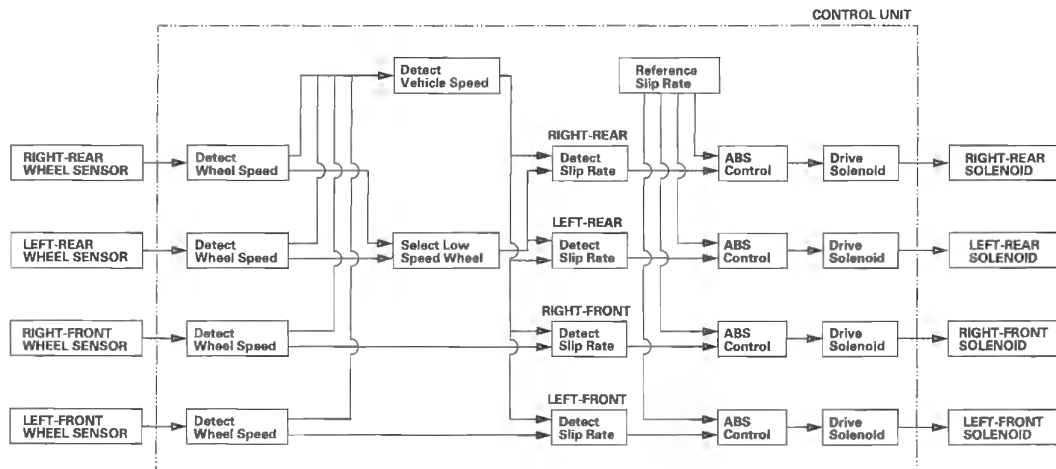 CONTROL UNIT
Detect
Vehicle Speed
Reference
Slip Rate
RIGHT-REAR
WHEEL SENSOR
Detect
Wheel Speed
RIGHT-REAR
Detect
Slip Rate
ABS
Control
Drive
Solenoid
RIGHT-REAR
SOLENOID
LEFT-REAR
WHEEL SENSOR
Detect
Wheel Speed
Select Low
Speed Wheel
LEFT-REAR
Detect
Slip Rate
ABS
Control
Drive
Solenoid
LEFT-REAR
SOLENOID
RIGHT-FRONT
WHEEL SENSOR
Detect
Wheel Speed
RIGHT-FRONT
Detect
Slip Rate
ABS
Control
Drive
Solenoid
RIGHT-FRONT
SOLENOID
LEFT-FRONT
WHEEL SENSOR
Detect
Wheel Speed
LEFT-FRONT
Detect
Slip Rate
ABS
Control
Drive
Solenoid
LEFT-FRONT
SOLENOID